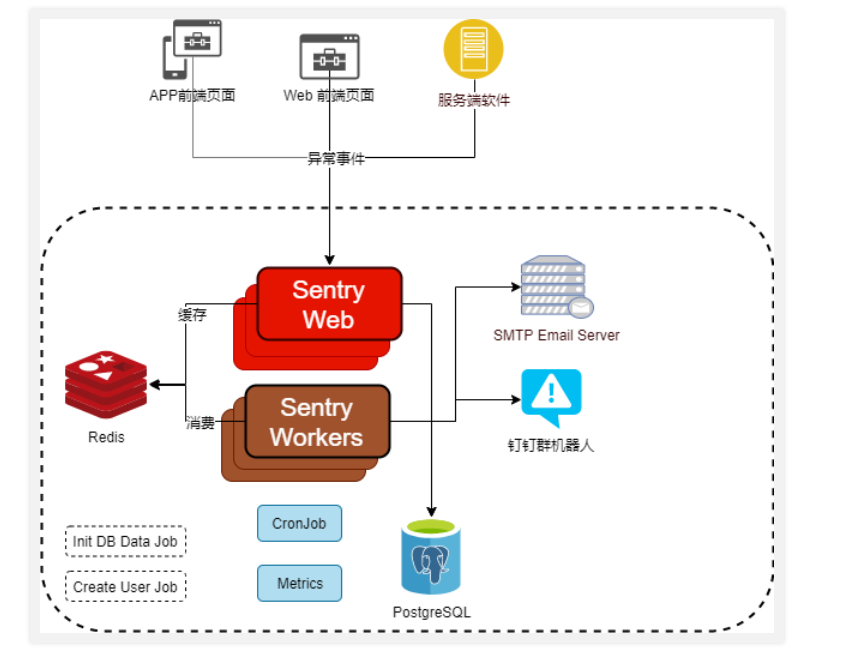 APP前端页面
Web 前端页面
服务端软件
异常事件
Sentry
Web
缓存
SMTP Email Server
Redis
消费
Sentry
Workers
钉钉群机器人
CronJob
Init DB Data Job
Create User Job
Metrics
PostgreSQL